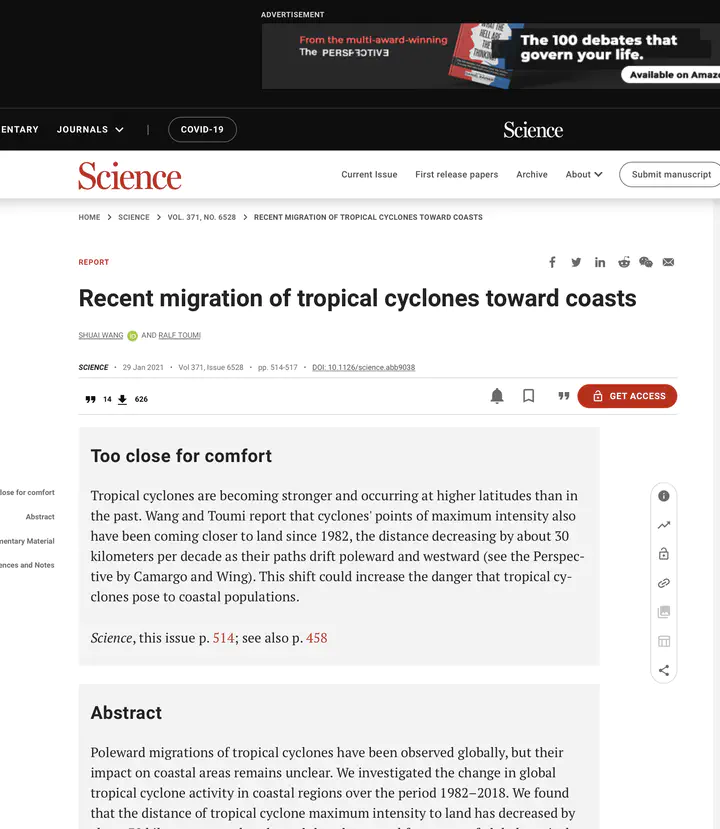 ADVERTISEMENT
From the multi-award-winning
The PERSPECTIVE
WHAT
HELL ARE
THE
THINKING
The 100 debates that
govern your life.
Available on Amaz
ENTARY JOURNALS COVID-19 Science
Science Current Issue First release papers Archive About Submit manuscript
HOME > SCIENCE > VOL. 371, NO. 6528 > RECENT MIGRATION OF TROPICAL CYCLONES TOWARD COASTS
REPORT
Recent migration of tropical cyclones toward coasts
SHUAI WANG iD AND RALF TOUMI
SCIENCE • 29 Jan 2021 • Vol 371, Issue 6528 • pp. 514-517 • DOI: 10.1126/science.abb9038
14 626 GET ACCESS
Too close for comfort
Tropical cyclones are becoming stronger and occurring at higher latitudes than in
the past. Wang and Toumi report that cyclones' points of maximum intensity also
have been coming closer to land since 1982, the distance decreasing by about 30
kilometers per decade as their paths drift poleward and westward (see the Perspec-
tive by Camargo and Wing). This shift could increase the danger that tropical cy-
clones pose to coastal populations.
Science, this issue p. 514; see also p. 458
lose for comfort
Abstract
mentary Material
ences and Notes
Abstract
Poleward migrations of tropical cyclones have been observed globally, but their
impact on coastal areas remains unclear. We investigated the change in global
tropical cyclone activity in coastal regions over the period 1982–2018. We found
that the distance of tropical cyclone maximum intensity to land has decreased by